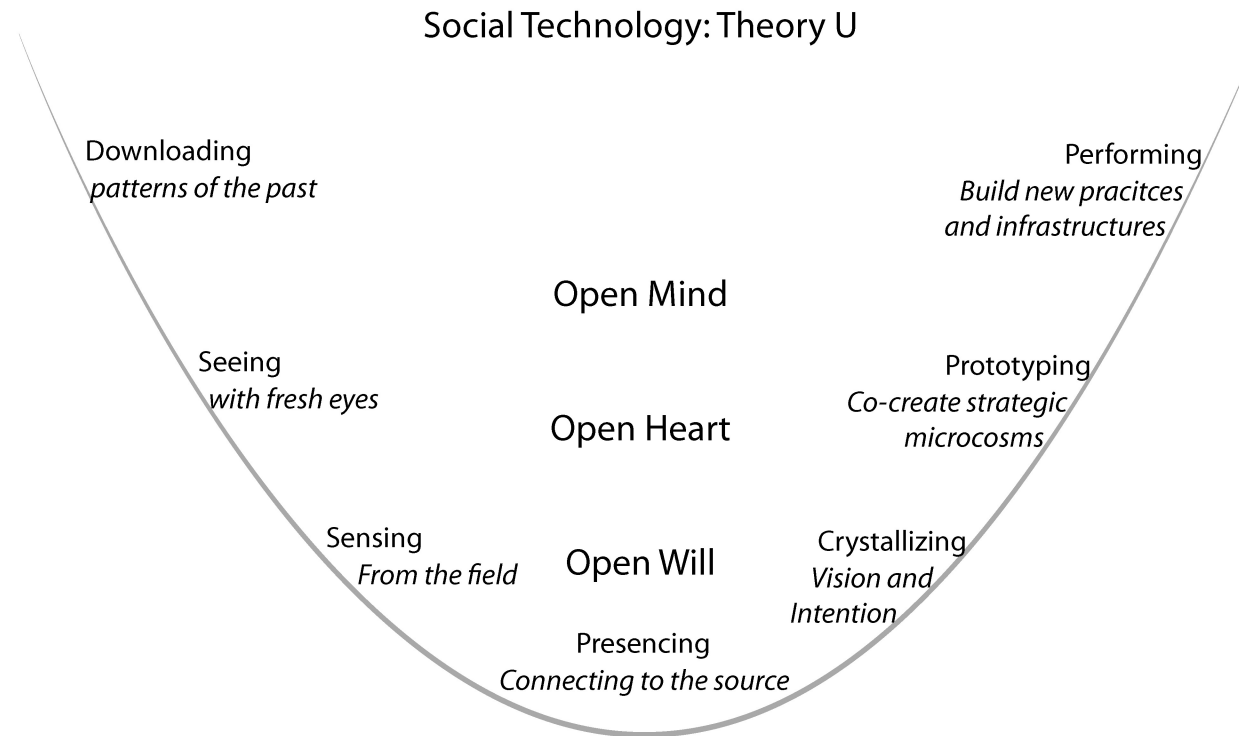 Social Technology: Theory U
Downloading
patterns of the past
Seeing
with fresh eyes
Sensing
From the field
Open Mind
Open Heart
Open Will
Presencing
Connecting to the source
Performing
Build new pracitces
and infrastructures
Prototyping
Co-create strategic
microcosms
Crystallizing
Vision and
Intention